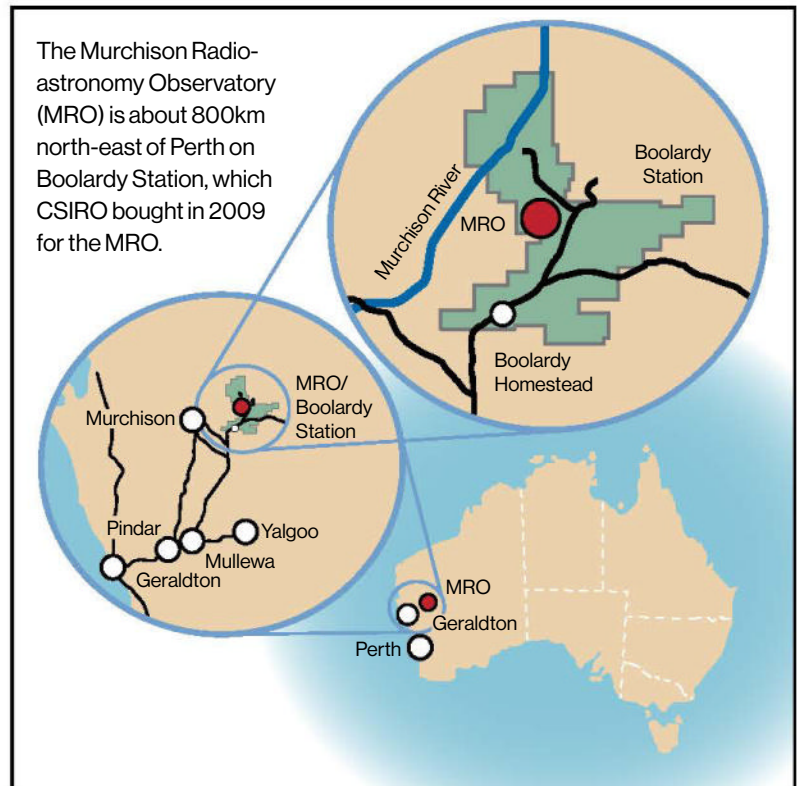 The Murchison Radio-
astronomy Observatory
(MRO) is about 800km
north-east of Perth on
Boolardy Station, which
CSIRO bought in 2009
for the MRO.
Boolardy
Station
Murchison River
MRO
Boolardy
Homestead
MRO/
Boolardy
Station
Murchison
Pindar
Yalgoo
Mullewa
Geraldton
MRO
Geraldton
Perth